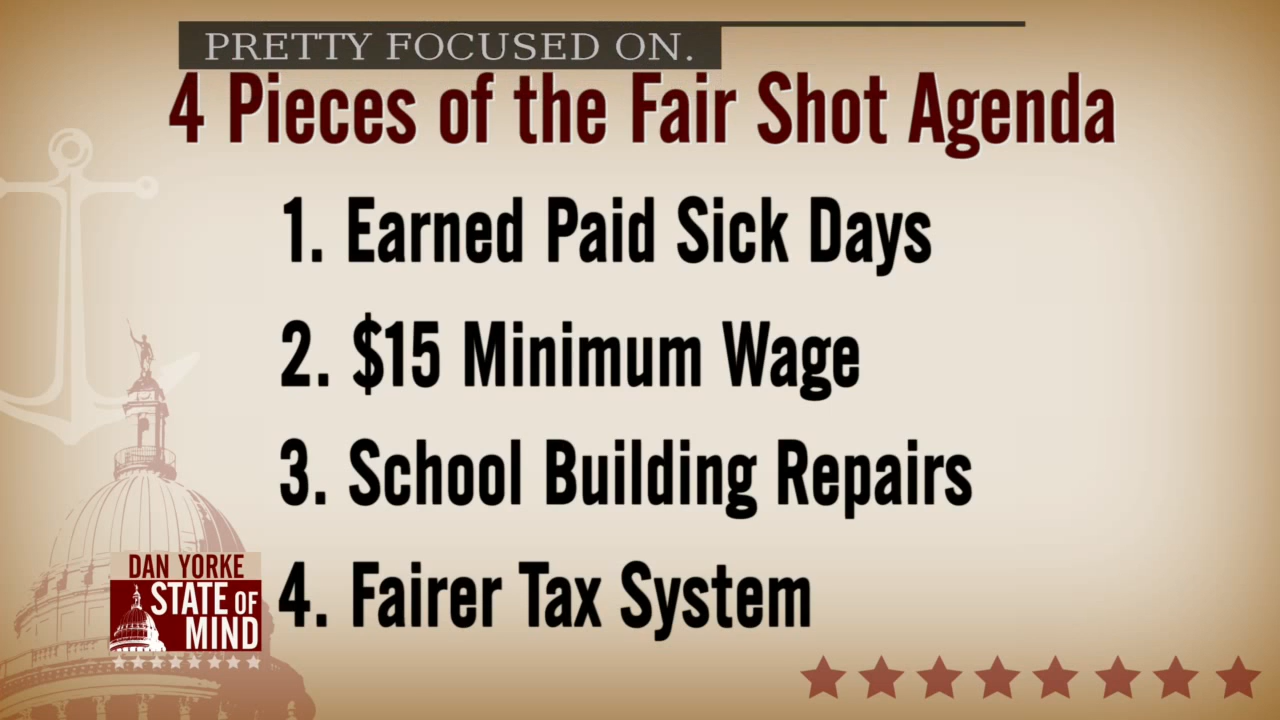 PRETTY FOCUSED ON.
4 Pieces of the Fair Shot Agenda
1. Earned Paid Sick Days
2. $15 Minimum Wage
3. School Building Repairs
4. Fairer Tax System
DAN YORKE
STATE OF
MIND